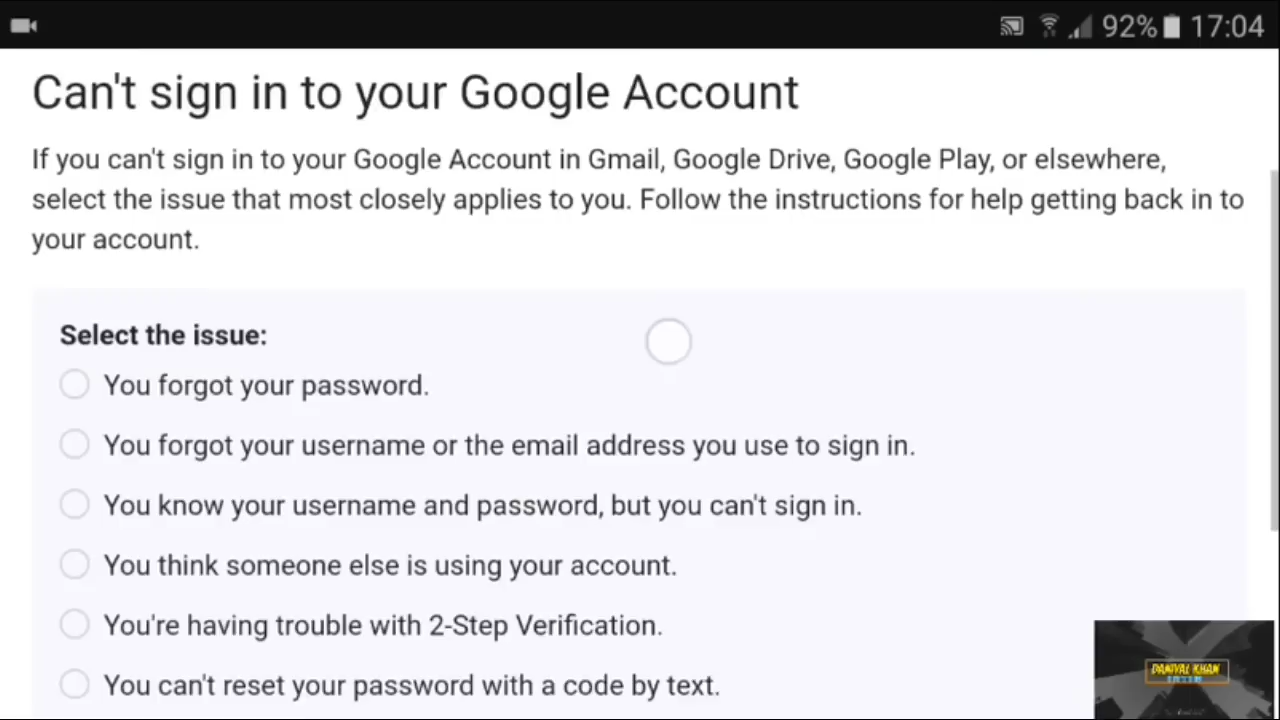 92% 17:04
Can't sign in to your Google Account
If you can't sign in to your Google Account in Gmail, Google Drive, Google Play, or elsewhere,
select the issue that most closely applies to you. Follow the instructions for help getting back in to
your account.
Select the issue:
You forgot your password.
You forgot your username or the email address you use to sign in.
You know your username and password, but you can't sign in.
You think someone else is using your account.
You're having trouble with 2-Step Verification.
You can't reset your password with a code by text.
DANIYAL KHAN